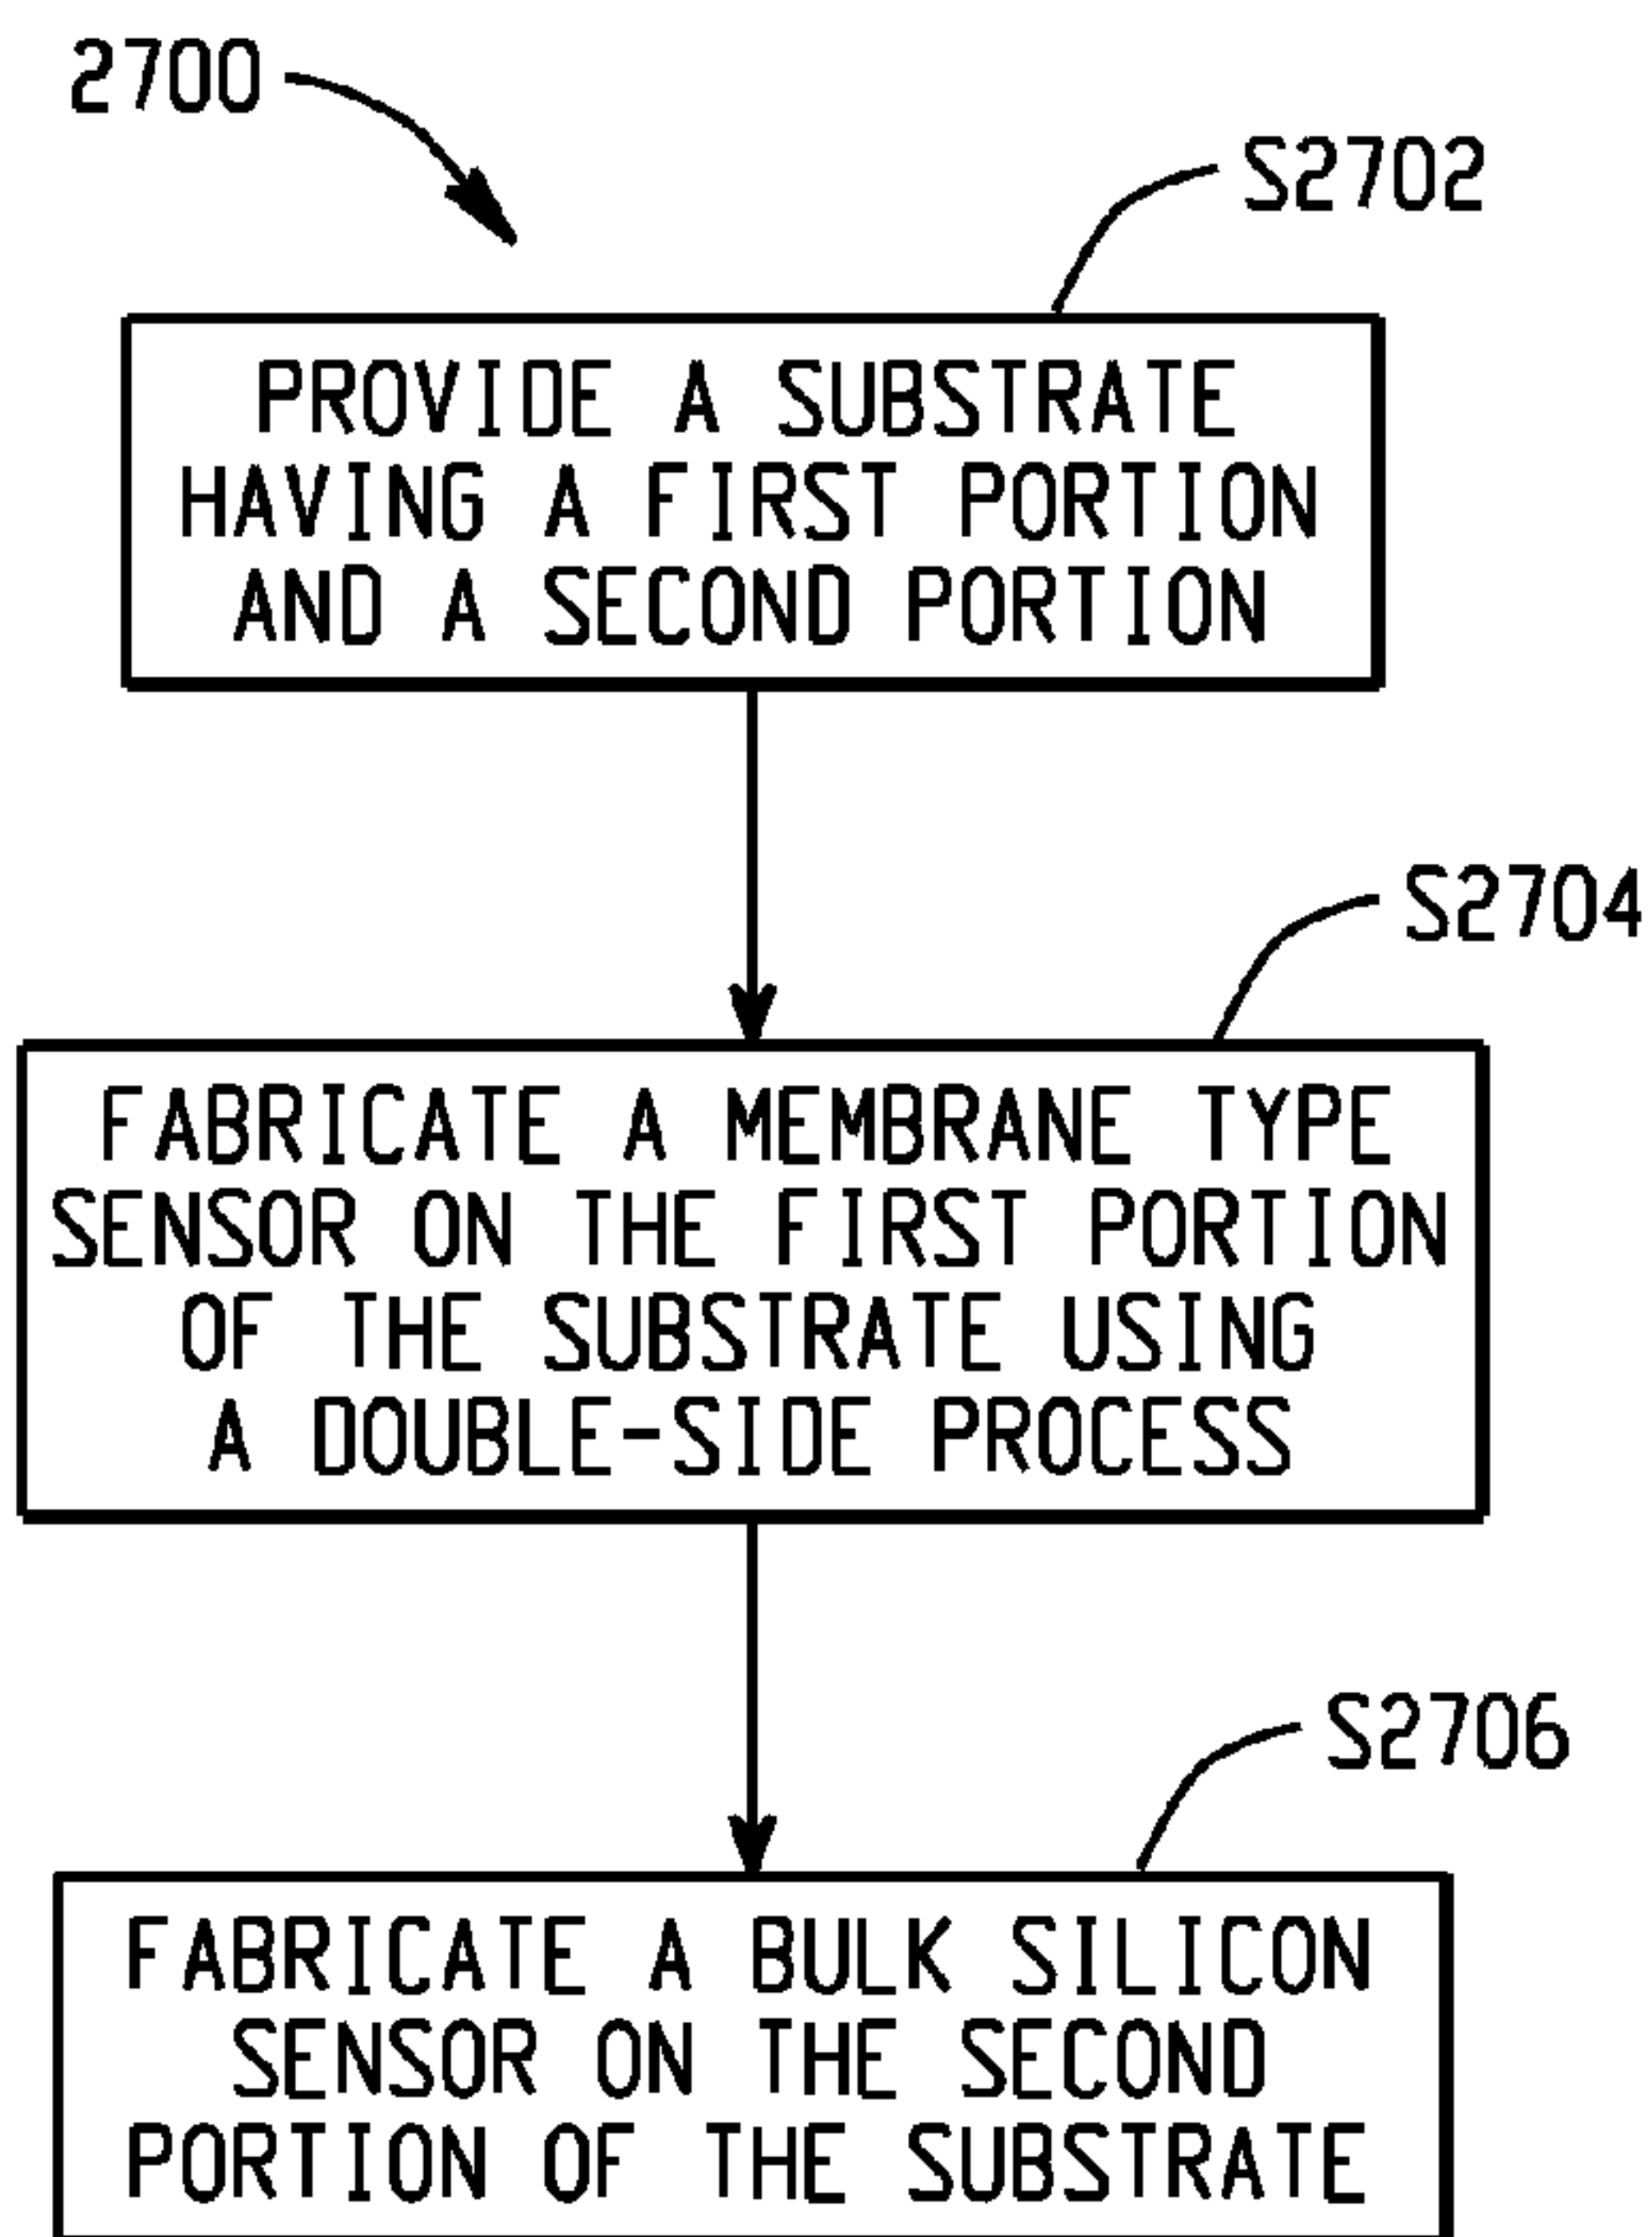 2700
S2702
PROVIDE A SUBSTRATE
HAVING A FIRST PORTION
AND A SECOND PORTION
S2704
FABRICATE A MEMBRANE TYPE
SENSOR ON THE FIRST PORTION
OF THE SUBSTRATE USING
A DOUBLE-SIDE PROCESS
S2706
FABRICATE A BULK SILICON
SENSOR ON THE SECOND
PORTION OF THE SUBSTRATE